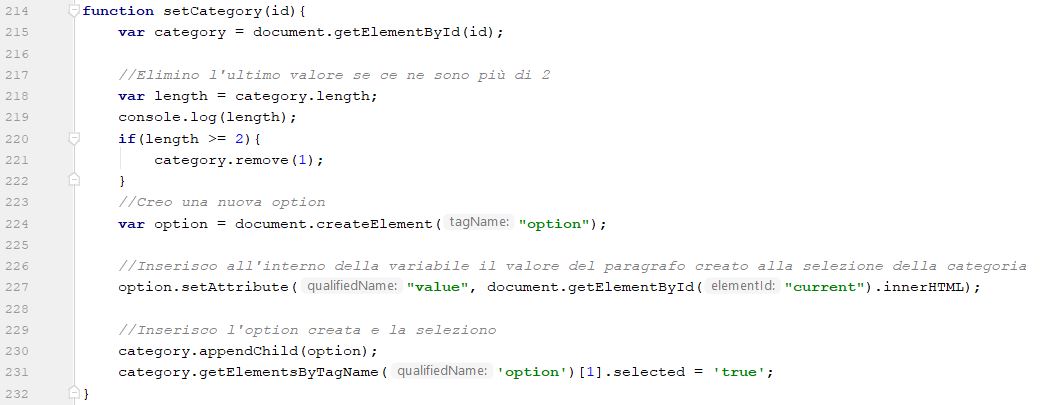 214 function setCategory(id){
215 var category = document.getElementById(id);
216
217 //Elimino l'ultimo valore se ce ne sono più di 2
218 var length = category.length;
219 console.log(length);
220 if(length >= 2){
221 category.remove(1);
222 }
223 //Creo una nuova option
224 var option = document.createElement( tagName: "option");
225
226 //Inserisco all'interno della variabile il valore del paragrafo creato alla selezione della categoria
227 option.setAttribute( qualifiedName: "value", document.getElementById( elementId: "current").innerHTML);
228
229 //Inserisco l'option creata e la seleziono
230 category.appendChild(option);
231 category.getElementsByTagName( qualifiedName: 'option')[1].selected = 'true';
232 }